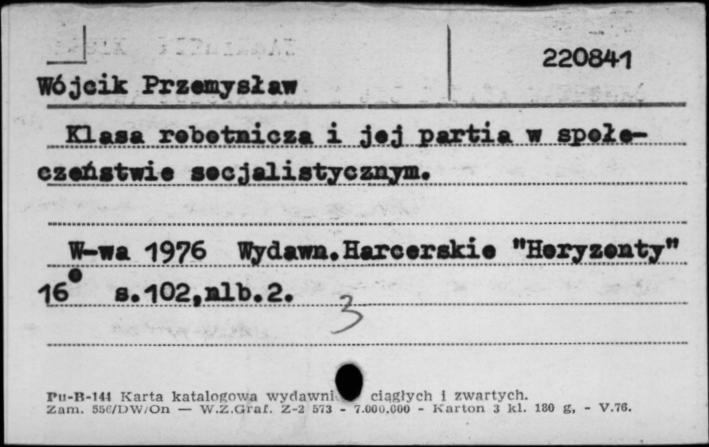 220841
Wójcik Przemysław
Klasa robotnicza i jej partia w społe-
czeństwie socjalistycznym.
W-wa 1976 Wydawn.Harcerskie "Horyzonty"
16° s.102,nlb.2.
3
Pu-B-144 Karta katalogowa wydawni ciągłych i zwartych.
Zam. 556/DW/On — W.Z.Graf. Z-2 573 - 7.000.000 - Karton 3 kl. 180 g, - V.76.